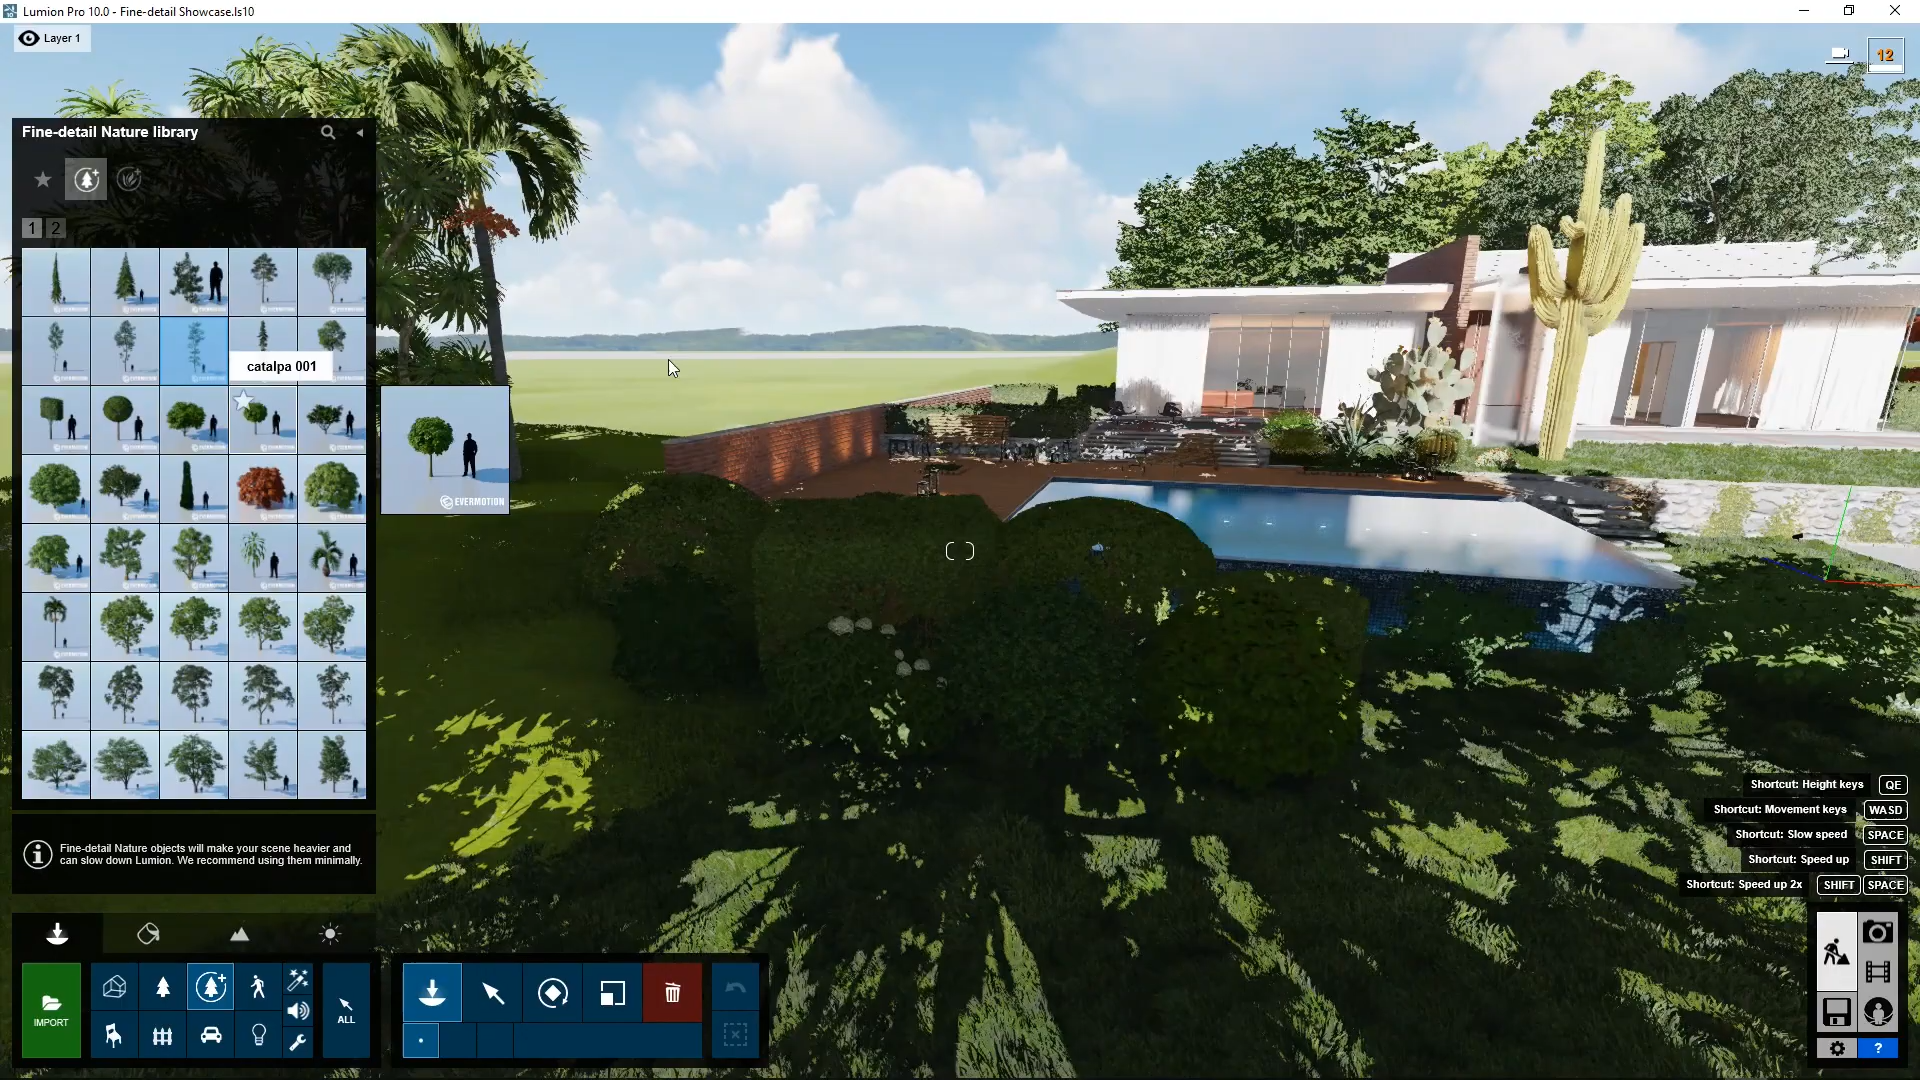 Lumion Pro 10.0 - Fine-detail Showcase.ls10
Layer 1
12
Fine-detail Nature library
1 2
catalpa 001
EVERMOTION
Fine-detail Nature objects will make your scene heavier and
can slow down Lumion. We recommend using them minimally.
IMPORT
ALL
Shortcut: Height keys QE
Shortcut: Movement keys WASD
Shortcut: Slow speed SPACE
Shortcut: Speed up SHIFT
Shortcut: Speed up 2x SHIFT SPACE
?